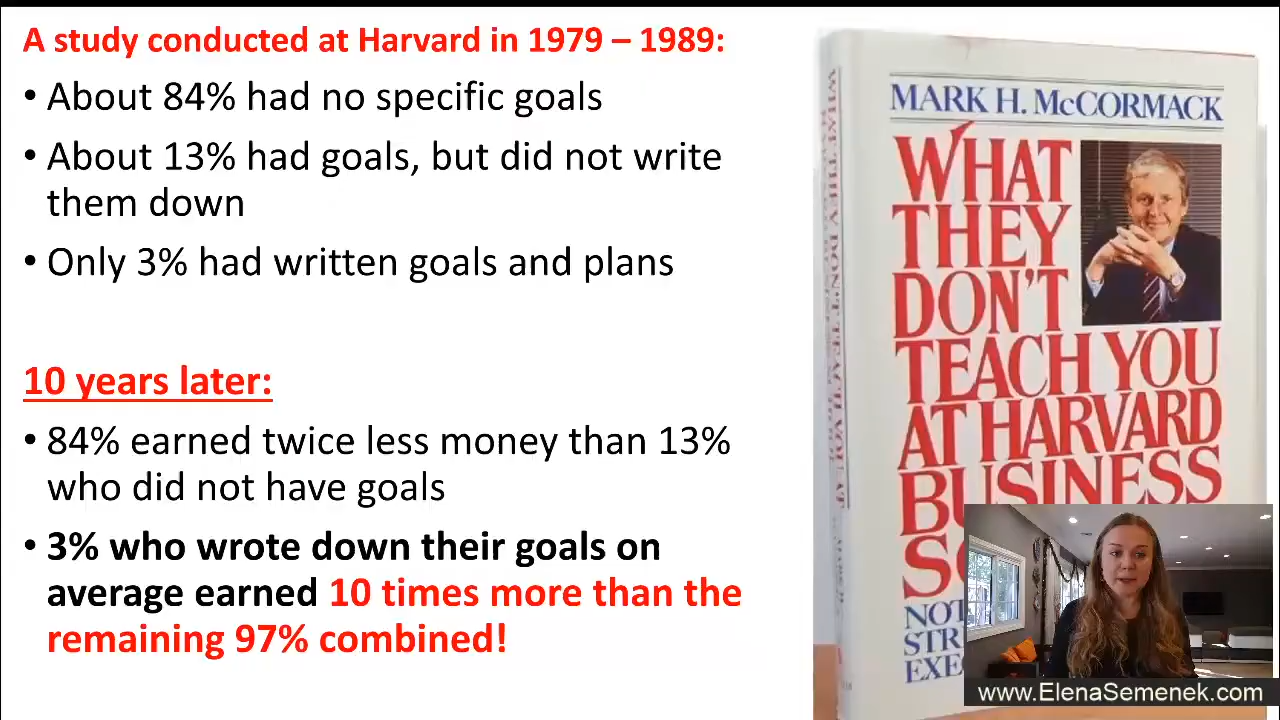 A study conducted at Harvard in 1979 – 1989:
• About 84% had no specific goals
• About 13% had goals, but did not write
them down
• Only 3% had written goals and plans
10 years later:
• 84% earned twice less money than 13%
who did not have goals
• 3% who wrote down their goals on
average earned 10 times more than the
remaining 97% combined!
MARK H. McCORMACK
WHAT
THEY
DON'T
TEACH YOU
AT HARVARD
BUSINESS
www.ElenaSemenek.com